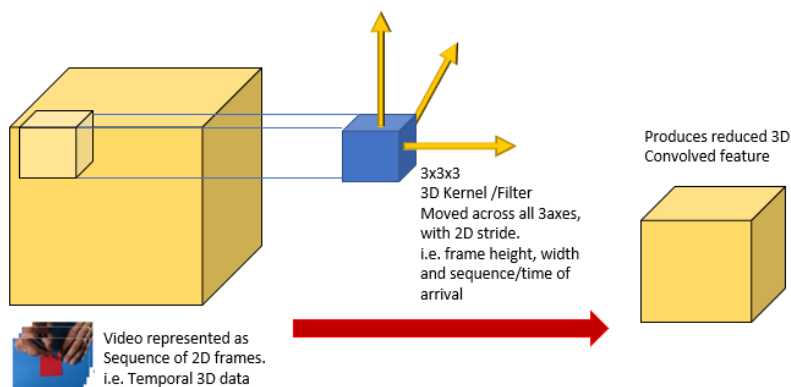 Produces reduced 3D
Convolved feature
3x3x3
3D Kernel /Filter
Moved across all 3axes,
with 2D stride.
i.e. frame height, width
and sequence/time of
arrival
Video represented as
Sequence of 2D frames.
i.e. Temporal 3D data